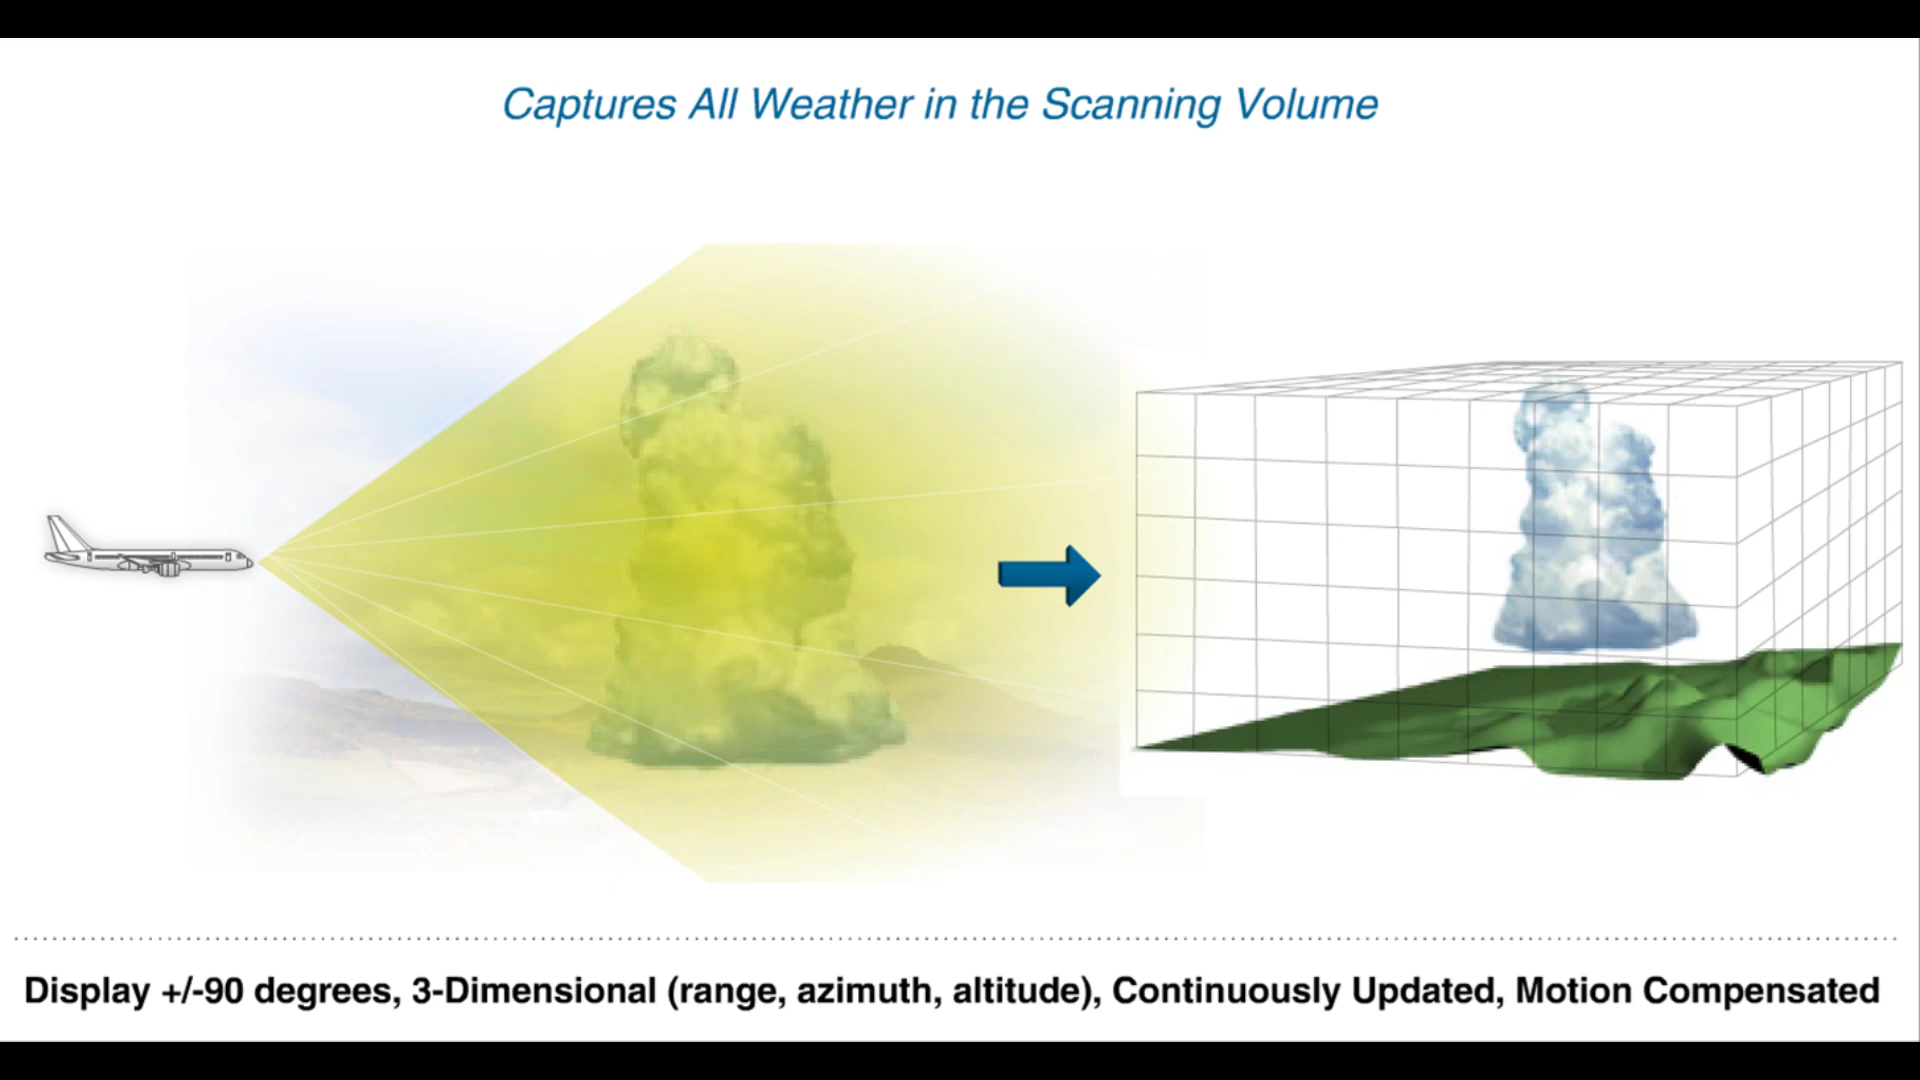 Captures All Weather in the Scanning Volume
Display +/-90 degrees, 3-Dimensional (range, azimuth, altitude), Continuously Updated, Motion Compensated